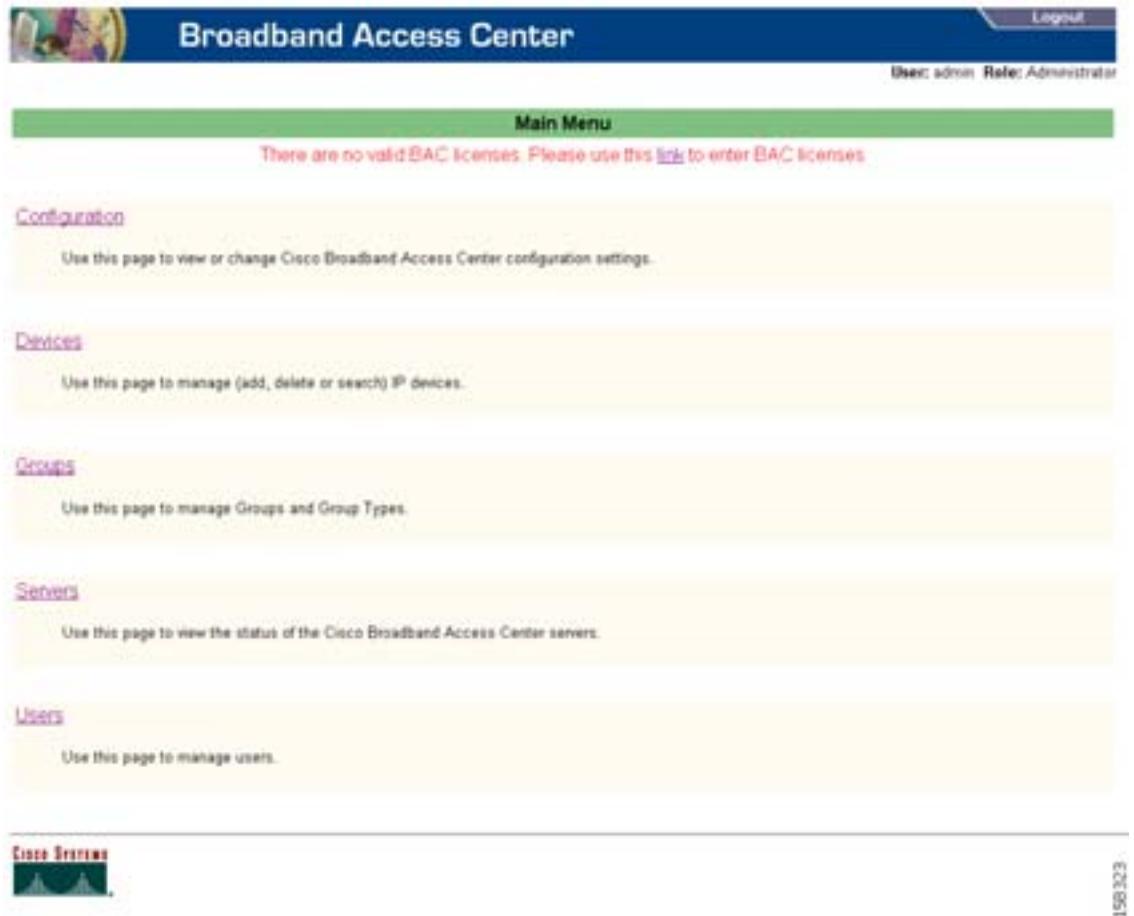 Broadband Access Center
Logout
User: admin Role: Administrator
Main Menu
There are no valid BAC licenses. Please use this link to enter BAC licenses
Configuration
Use this page to view or change Cisco Broadband Access Center configuration settings.
Devices
Use this page to manage (add, delete or search) IP devices.
Groups
Use this page to manage Groups and Group Types.
Servers
Use this page to view the status of the Cisco Broadband Access Center servers.
Users
Use this page to manage users.
CISCO SYSTEMS
158323